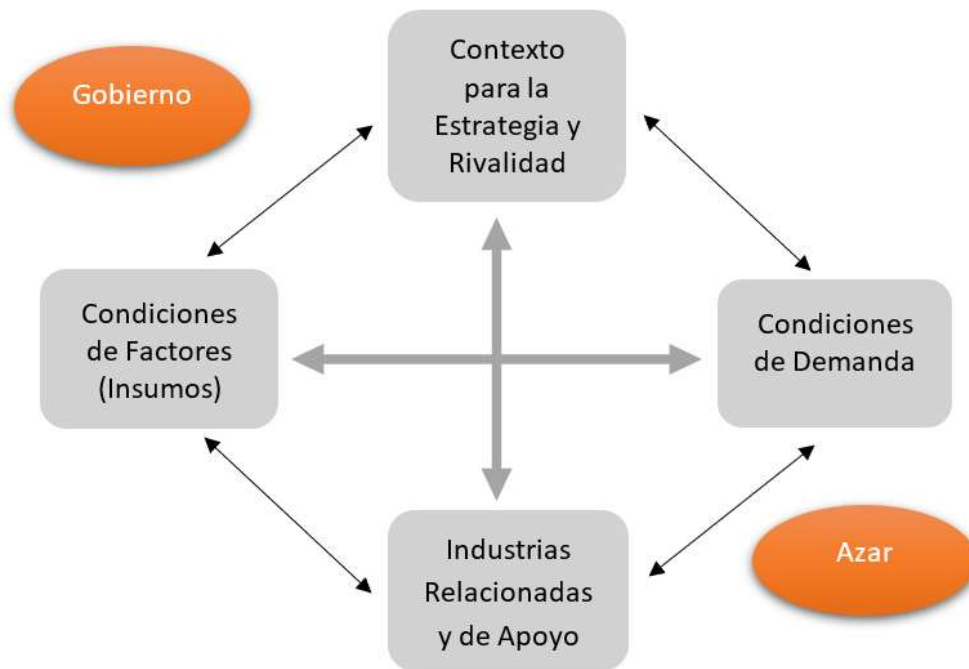 Gobierno
Contexto
para la
Estrategia y
Rivalidad
Condiciones
de Factores
(Insumos)
Condiciones
de Demanda
Industrias
Relacionadas
y de Apoyo
Azar